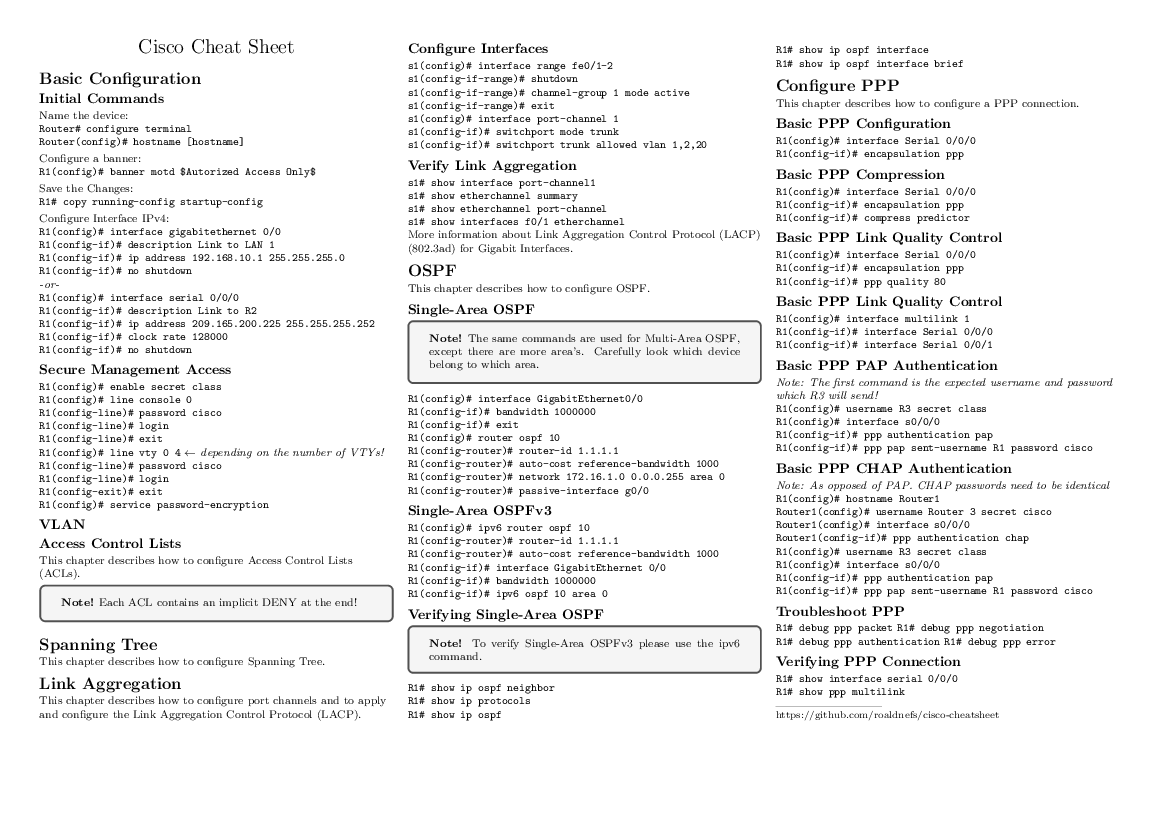 Cisco Cheat Sheet
Basic Configuration
Initial Commands
Name the device:
Router# configure terminal
Router(config)# hostname [hostname]
Configure a banner:
R1(config)# banner motd $Autorized Access Only$
Save the Changes:
R1# copy running-config startup-config
Configure Interface IPv4:
R1(config)# interface gigabitethernet 0/0
R1(config-if)# description Link to LAN 1
R1(config-if)# ip address 192.168.10.1 255.255.255.0
R1(config-if)# no shutdown
-or-
R1(config)# interface serial 0/0/0
R1(config-if)# description Link to R2
R1(config-if)# ip address 209.165.200.225 255.255.255.252
R1(config-if)# clock rate 128000
R1(config-if)# no shutdown
Secure Management Access
R1(config)# enable secret class
R1(config)# line console 0
R1(config-line)# password cisco
R1(config-line)# login
R1(config-line)# exit
R1(config)# line vty 0 4 ← depending on the number of VTYs!
R1(config-line)# password cisco
R1(config-line)# login
R1(config-exit)# exit
R1(config)# service password-encryption
VLAN
Access Control Lists
This chapter describes how to configure Access Control Lists
(ACLs).
Note! Each ACL contains an implicit DENY at the end!
Spanning Tree
This chapter describes how to configure Spanning Tree.
Link Aggregation
This chapter describes how to configure port channels and to apply
and configure the Link Aggregation Control Protocol (LACP).
Configure Interfaces
s1(config)# interface range fe0/1-2
s1(config-if-range)# shutdown
s1(config-if-range)# channel-group 1 mode active
s1(config-if-range)# exit
s1(config)# interface port-channel 1
s1(config-if)# switchport mode trunk
s1(config-if)# switchport trunk allowed vlan 1,2,20
Verify Link Aggregation
s1# show interface port-channel1
s1# show etherchannel summary
s1# show etherchannel port-channel
s1# show interfaces f0/1 etherchannel
More information about Link Aggregation Control Protocol (LACP)
(802.3ad) for Gigabit Interfaces.
OSPF
This chapter describes how to configure OSPF.
Single-Area OSPF
Note! The same commands are used for Multi-Area OSPF,
except there are more area's. Carefully look which device
belong to which area.
R1(config)# interface GigabitEthernet0/0
R1(config-if)# bandwidth 1000000
R1(config-if)# exit
R1(config)# router ospf 10
R1(config-router)# router-id 1.1.1.1
R1(config-router)# auto-cost reference-bandwidth 1000
R1(config-router)# network 172.16.1.0 0.0.0.255 area 0
R1(config-router)# passive-interface g0/0
Single-Area OSPFv3
R1(config)# ipv6 router ospf 10
R1(config-router)# router-id 1.1.1.1
R1(config-router)# auto-cost reference-bandwidth 1000
R1(config-router)# interface GigabitEthernet 0/0
R1(config-if)# bandwidth 1000000
R1(config-if)# ipv6 ospf 10 area 0
Verifying Single-Area OSPF
Note! To verify Single-Area OSPFv3 please use the ipv6
command.
R1# show ip ospf neighbor
R1# show ip protocols
R1# show ip ospf
R1# show ip ospf interface
R1# show ip ospf interface brief
Configure PPP
This chapter describes how to configure a PPP connection.
Basic PPP Configuration
R1(config)# interface Serial 0/0/0
R1(config-if)# encapsulation ppp
Basic PPP Compression
R1(config)# interface Serial 0/0/0
R1(config-if)# encapsulation ppp
R1(config-if)# compress predictor
Basic PPP Link Quality Control
R1(config)# interface Serial 0/0/0
R1(config-if)# encapsulation ppp
R1(config-if)# ppp quality 80
Basic PPP Link Quality Control
R1(config)# interface multilink 1
R1(config-if)# interface Serial 0/0/0
R1(config-if)# interface Serial 0/0/1
Basic PPP PAP Authentication
Note: The first command is the expected username and password
which R3 will send!
R1(config)# username R3 secret class
R1(config)# interface s0/0/0
R1(config-if)# ppp authentication pap
R1(config-if)# ppp pap sent-username R1 password cisco
Basic PPP CHAP Authentication
Note: As opposed of PAP. CHAP passwords need to be identical
R1(config)# hostname Router1
Router1(config)# username Router 3 secret cisco
Router1(config)# interface s0/0/0
Router1(config-if)# ppp authentication chap
R1(config)# username R3 secret class
R1(config)# interface s0/0/0
R1(config-if)# ppp authentication pap
R1(config-if)# ppp pap sent-username R1 password cisco
Troubleshoot PPP
R1# debug ppp packet R1# debug ppp negotiation
R1# debug ppp authentication R1# debug ppp error
Verifying PPP Connection
R1# show interface serial 0/0/0
R1# show ppp multilink
https://github.com/roaldnefs/cisco-cheatsheet